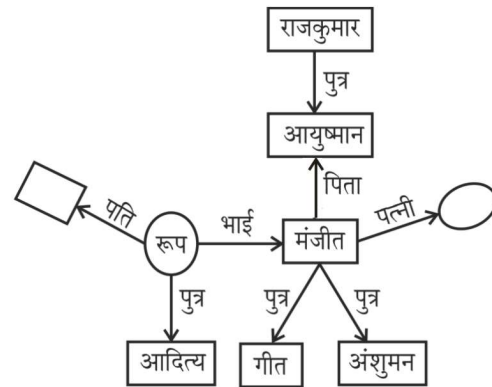 राजकुमार
पुत्र
आयुष्मान
पिता
पति
पत्नी
रूप
भाई
मंजीत
पुत्र
पुत्र
पुत्र
आदित्य
गीत
अंशुमन